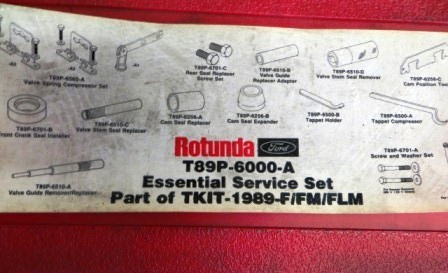 T89P-6565-A
Valve Spring Compressor Set
T89P-6701-C
Rear Seal Replacer
Screw Set
T89P-6510-B
Valve Guide
Replacer Adapter
T89P-6510-D
Valve Stem Seal Remover
T89P-6256-C
Cam Position Tool
T89P-6701-B
Front Crank Seal Installer
T89P-6510-C
Valve Stem Seal Replacer
T89P-6256-A
Cam Seal Replacer
T89P-6256-B
Cam Seal Expander
T89P-6500-B
Tappet Holder
T89P-6500-A
Tappet Compressor
T89P-6510-A
Valve Guide Remover/Replacer
T89P-6701-A
Screw and Washer Set
Rotunda Ford
T89P-6000-A
Essential Service Set
Part of TKIT-1989-F/FM/FLM